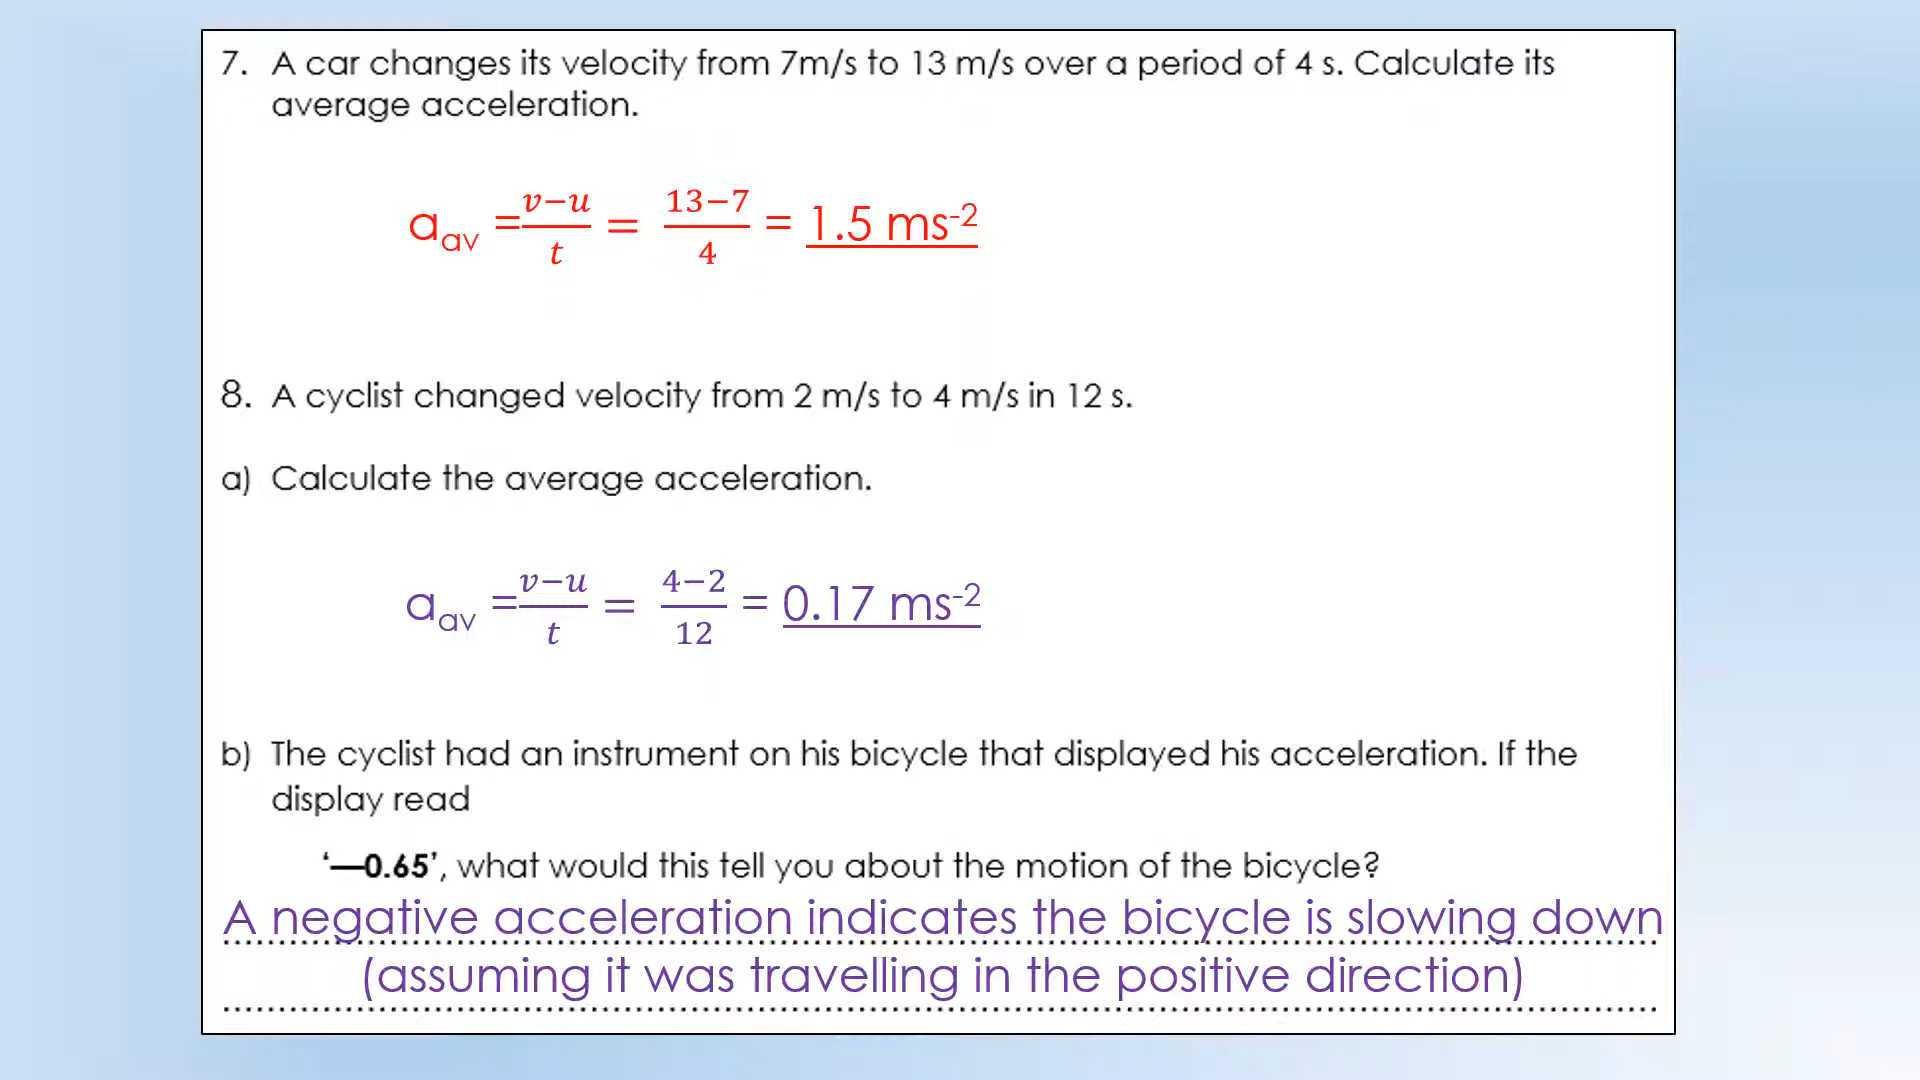 7. A car changes its velocity from 7m/s to 13 m/s over a period of 4 s. Calculate its
average acceleration.
a_av = (v−u)/t = (13−7)/4 = 1.5 ms⁻²
8. A cyclist changed velocity from 2 m/s to 4 m/s in 12 s.
a) Calculate the average acceleration.
a_av = (v−u)/t = (4−2)/12 = 0.17 ms⁻²
b) The cyclist had an instrument on his bicycle that displayed his acceleration. If the
display read
‘—0.65’, what would this tell you about the motion of the bicycle?
A negative acceleration indicates the bicycle is slowing down
(assuming it was travelling in the positive direction)